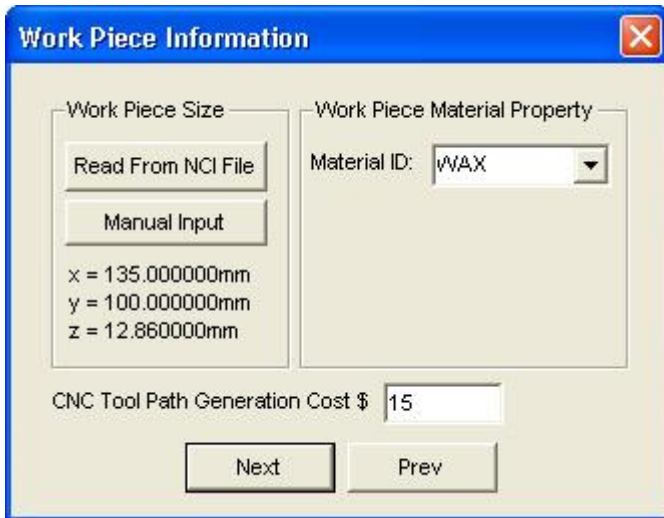 Work Piece Information
Work Piece Size
Read From NCI File
Manual Input
x = 135.000000mm
y = 100.000000mm
z = 12.860000mm
Work Piece Material Property
Material ID: WAX
CNC Tool Path Generation Cost $ 15
Next Prev